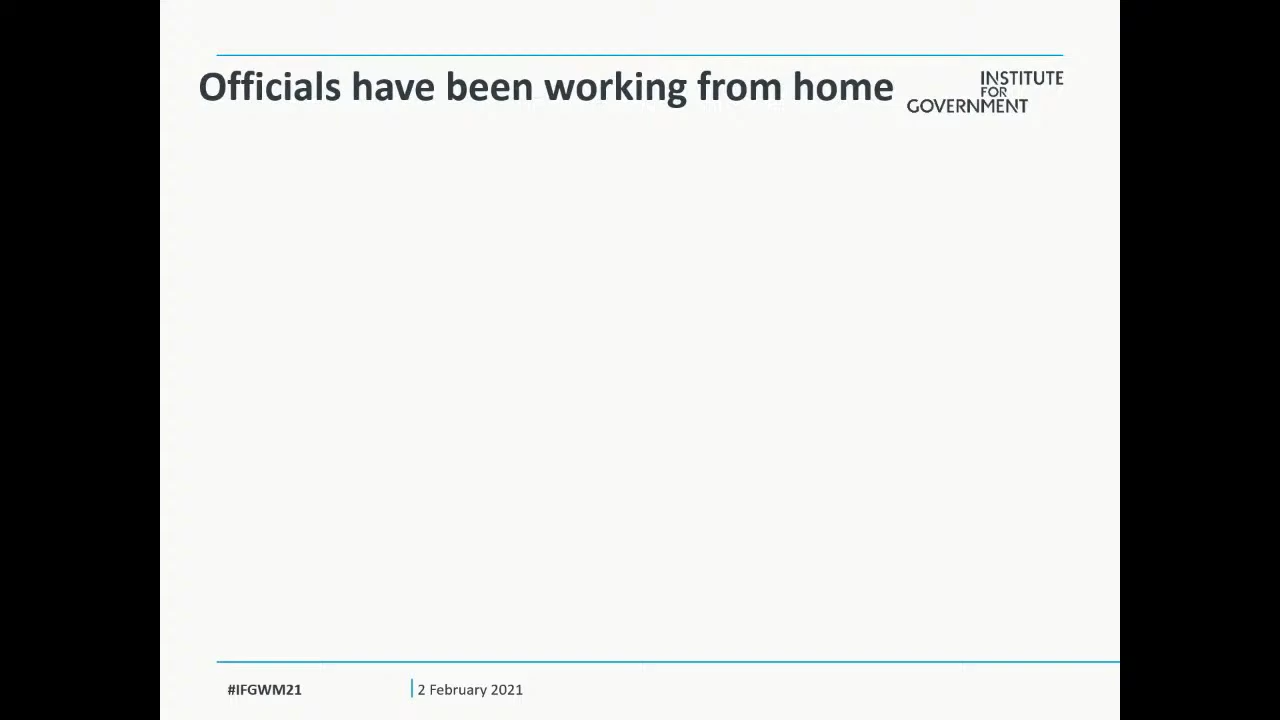 Officials have been working from home
INSTITUTE
FOR
GOVERNMENT
#IFGWM21
2 February 2021